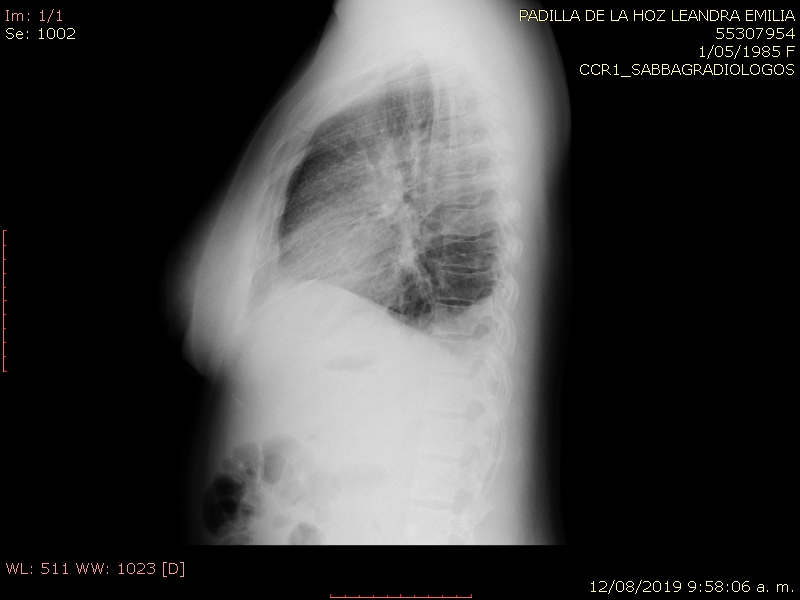 Im: 1/1
Se: 1002
PADILLA DE LA HOZ LEANDRA EMILIA
55307954
1/05/1985 F
CCR1_SABBAGRADIOLOGOS
WL: 511 WW: 1023 [D]
12/08/2019 9:58:06 a. m.